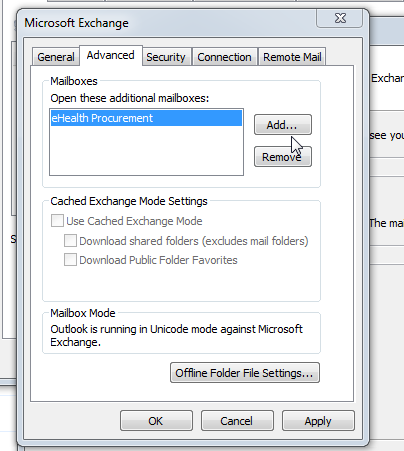 Microsoft Exchange
General
Advanced
Security
Connection
Remote Mail
Exchan
Mailboxes
Open these additional mailboxes:
eHealth Procurement
Add...
see you
Remove
Cached Exchange Mode Settings
Use Cached Exchange Mode
The ma
S
Download shared folders (excludes mail folders)
Download Public Folder Favorites
Mailbox Mode
Outlook is running in Unicode mode against Microsoft
Exchange.
Offline Folder File Settings...
OK
Cancel
Apply